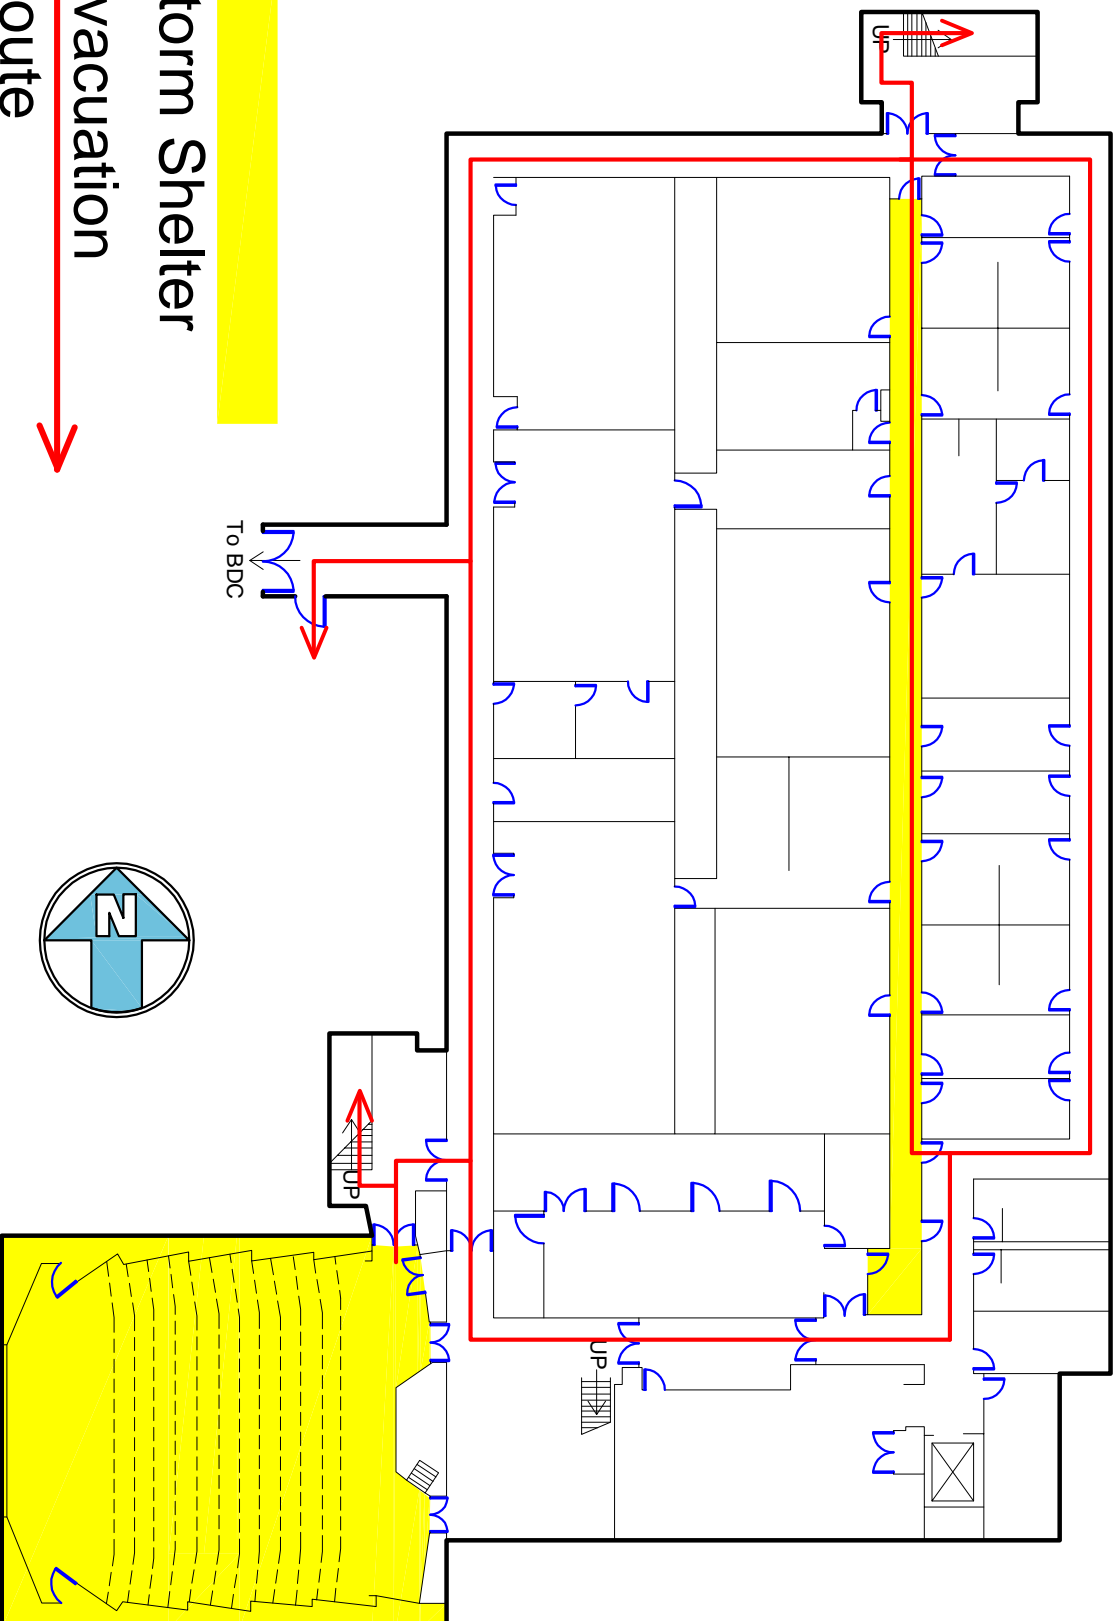 torm Shelter
vacuation
oute
UP
To BDC
N
UP
UP